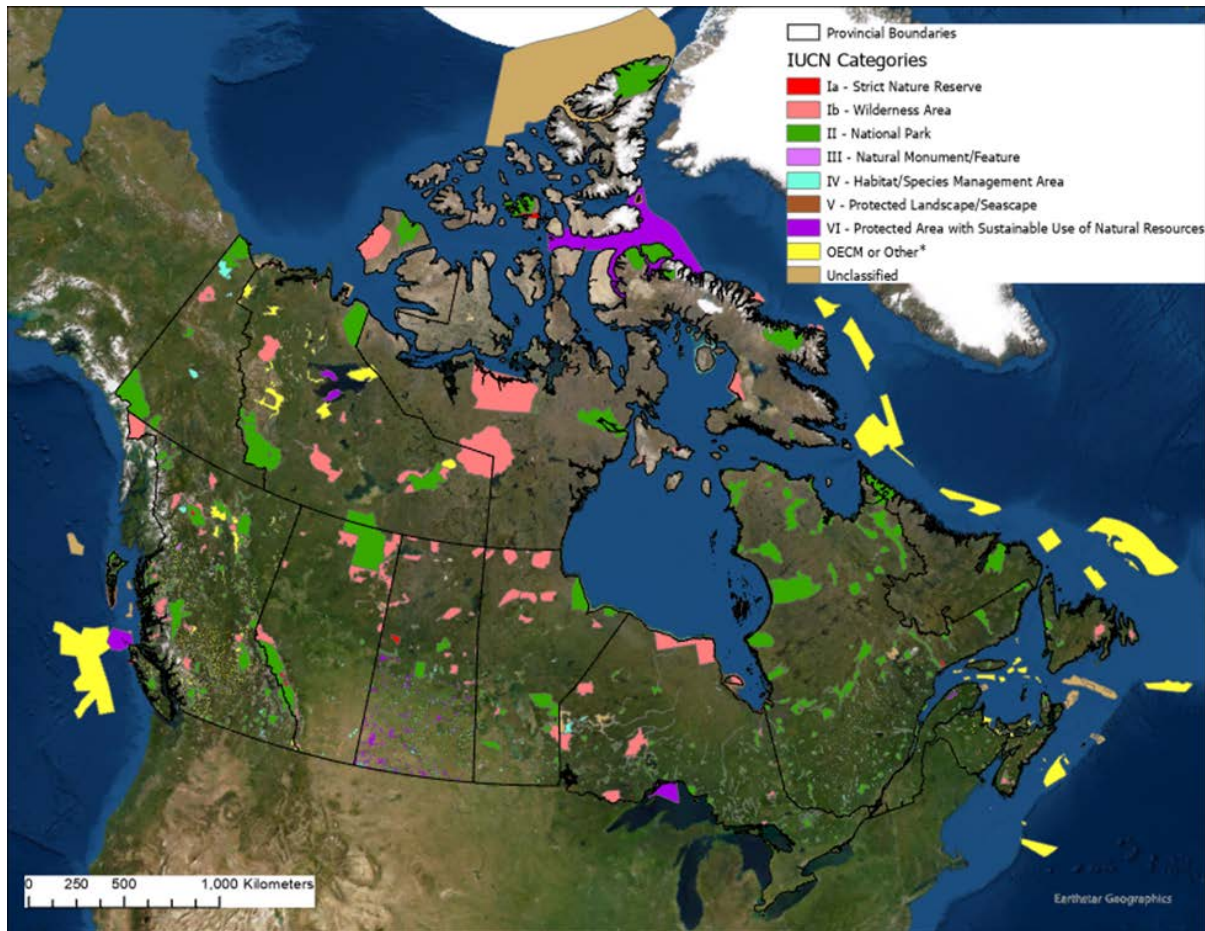 Provincial Boundaries
IUCN Categories
Ia - Strict Nature Reserve
Ib - Wilderness Area
II - National Park
III - Natural Monument/Feature
IV - Habitat/Species Management Area
V - Protected Landscape/Seascape
VI - Protected Area with Sustainable Use of Natural Resources
OECM or Other*
Unclassified
0 250 500 1,000 Kilometers
Earthstar Geographics